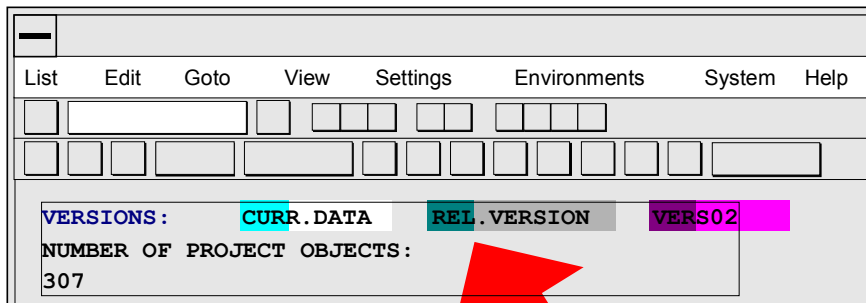 List Edit Goto View Settings Environments System Help
VERSIONS: CURR.DATA REL.VERSION VERS02
NUMBER OF PROJECT OBJECTS:
307